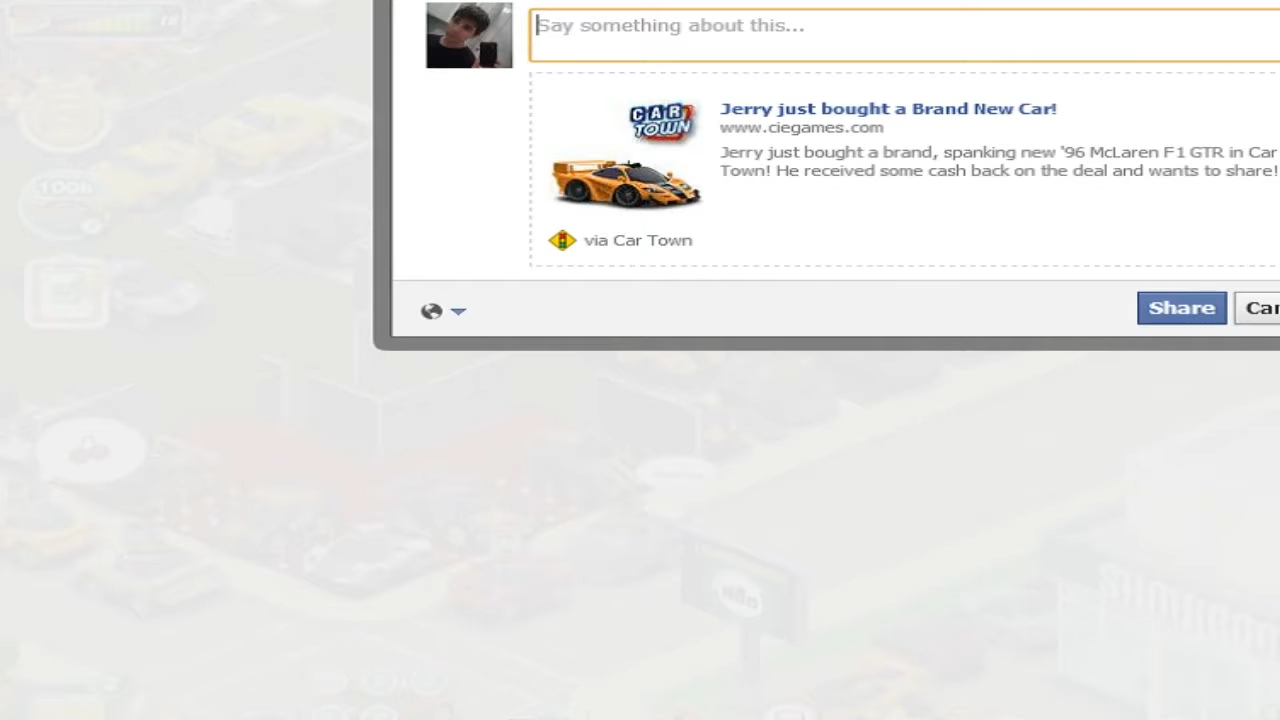 Say something about this...
CAR
TOWN
Jerry just bought a Brand New Car!
www.ciegames.com
Jerry just bought a brand, spanking new '96 McLaren F1 GTR in Car
Town! He received some cash back on the deal and wants to share!
via Car Town
Share
Can
100k